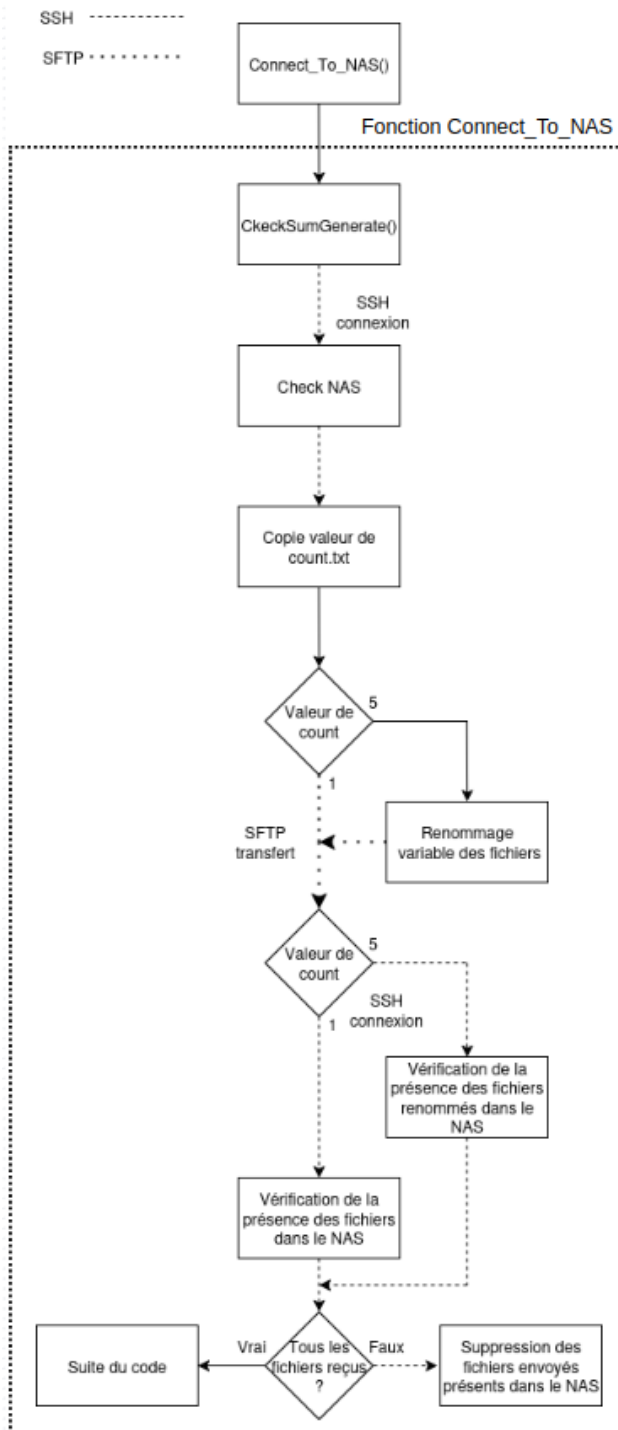 SSH
SFTP
Connect_To_NAS()
Fonction Connect_To_NAS
CkeckSumGenerate()
SSH
connexion
Check NAS
Copie valeur de
count.txt
Valeur de
count
5
1
SFTP
transfert
Renommage
variable des fichiers
Valeur de
count
5
1
SSH
connexion
Vérification de la
présence des fichiers
renommés dans le
NAS
Vérification de la
présence des fichiers
dans le NAS
Vrai
Tous les
fichiers reçus
?
Faux
Suite du code
Suppression des
fichiers envoyés
présents dans le NAS